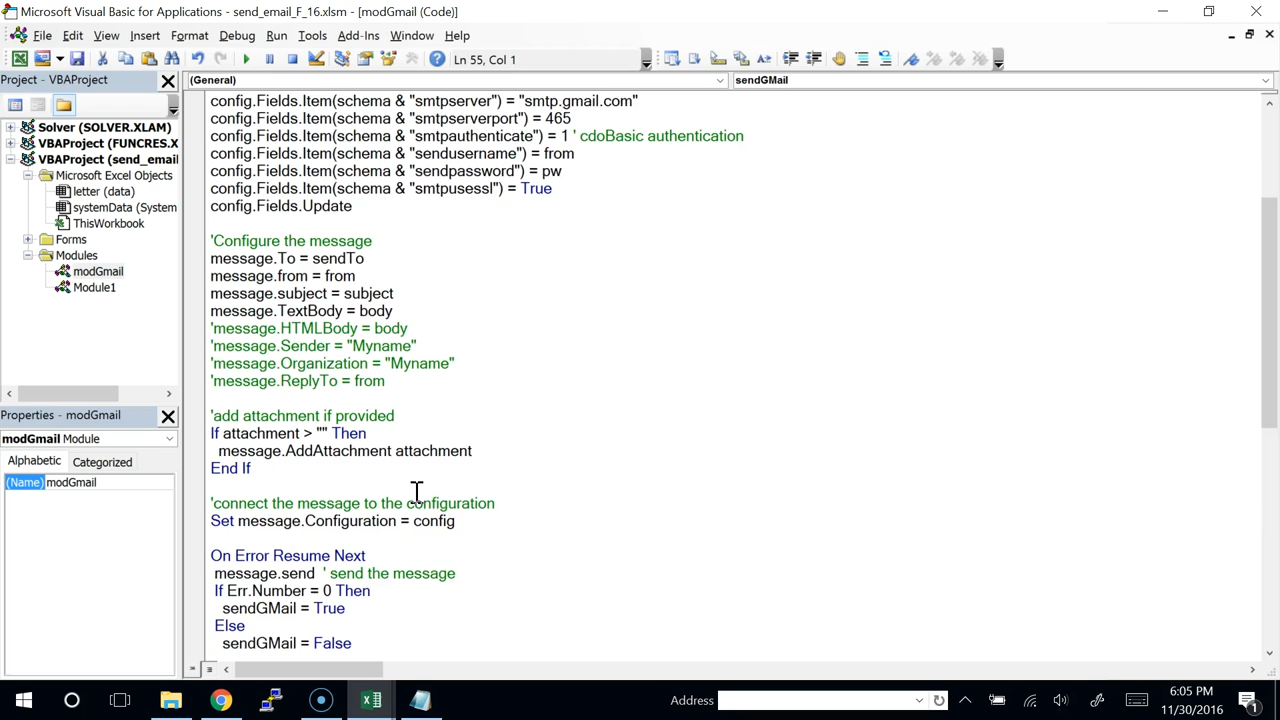 Microsoft Visual Basic for Applications - send_email_F_16.xlsm - [modGmail (Code)]
File Edit View Insert Format Debug Run Tools Add-Ins Window Help
Ln 55, Col 1
Project - VBAProject
(General)
sendGMail
Solver (SOLVER.XLAM)
VBAProject (FUNCRES.X
VBAProject (send_email
Microsoft Excel Objects
letter (data)
systemData (System
ThisWorkbook
Forms
Modules
modGmail
Module1
Properties - modGmail
modGmail Module
Alphabetic Categorized
(Name) modGmail
config.Fields.Item(schema & "smtpserver") = "smtp.gmail.com"
config.Fields.Item(schema & "smtpserverport") = 465
config.Fields.Item(schema & "smtpauthenticate") = 1 ' cdoBasic authentication
config.Fields.Item(schema & "sendusername") = from
config.Fields.Item(schema & "sendpassword") = pw
config.Fields.Item(schema & "smtpusessl") = True
config.Fields.Update
'Configure the message
message.To = sendTo
message.from = from
message.subject = subject
message.TextBody = body
'message.HTMLBody = body
'message.Sender = "Myname"
'message.Organization = "Myname"
'message.ReplyTo = from
'add attachment if provided
If attachment > "" Then
message.AddAttachment attachment
End If
'connect the message to the configuration
Set message.Configuration = config
On Error Resume Next
message.send ' send the message
If Err.Number = 0 Then
sendGMail = True
Else
sendGMail = False
Address
6:05 PM
11/30/2016
1